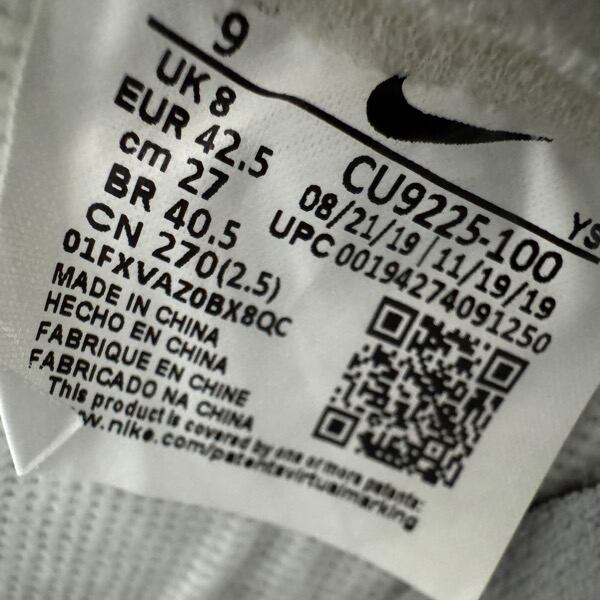 9
UK 8
EUR 42.5
cm 27
BR 40.5
CN 270(2.5)
01FXVAZ0BX8QC
YS
CU9225-100
08/21/19 | 11/19/19
UPC 00194274091250
MADE IN CHINA
HECHO EN CHINA
FABRIQUE EN CHINE
FABRICADO NA CHINA
This product is covered by one or more patents:
w.nike.com/patentsvirtualmarking